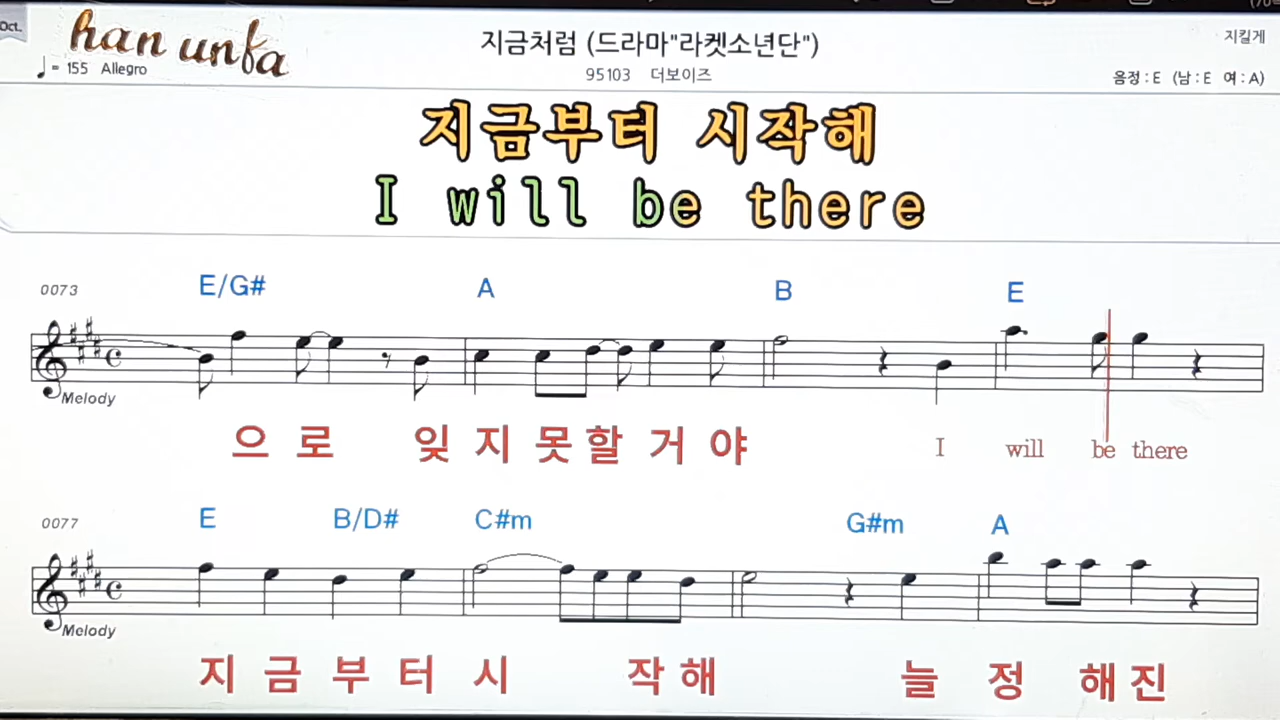 Oct.
han unfa
♩ = 155 Allegro
지금처럼 (드라마"라켓소년단")
95103 더보이즈
지킬게
음정 : E (남 : E 여 : A)
지금부터 시작해
I will be there
0073 E/G# A B E
Melody
으 로 잊 지 못 할 거 야 I will be there
0077 E B/D# C#m G#m A
Melody
지 금 부 터 시 작 해 늘 정 해 진